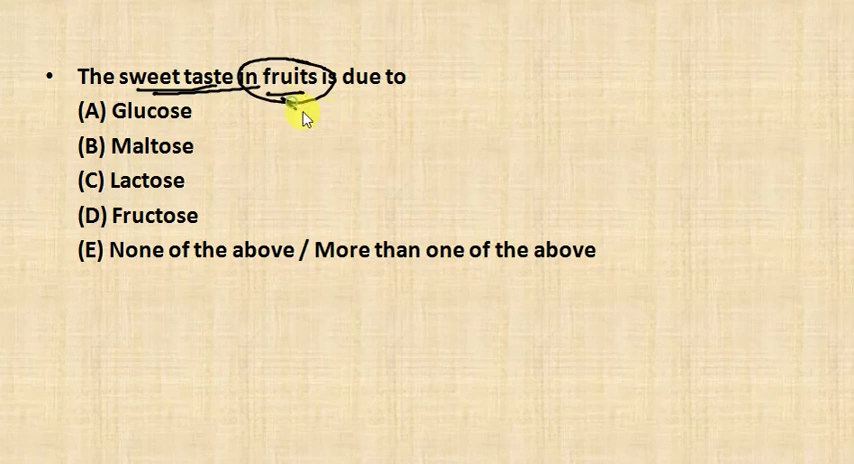 • The sweet taste in fruits is due to
(A) Glucose
(B) Maltose
(C) Lactose
(D) Fructose
(E) None of the above / More than one of the above